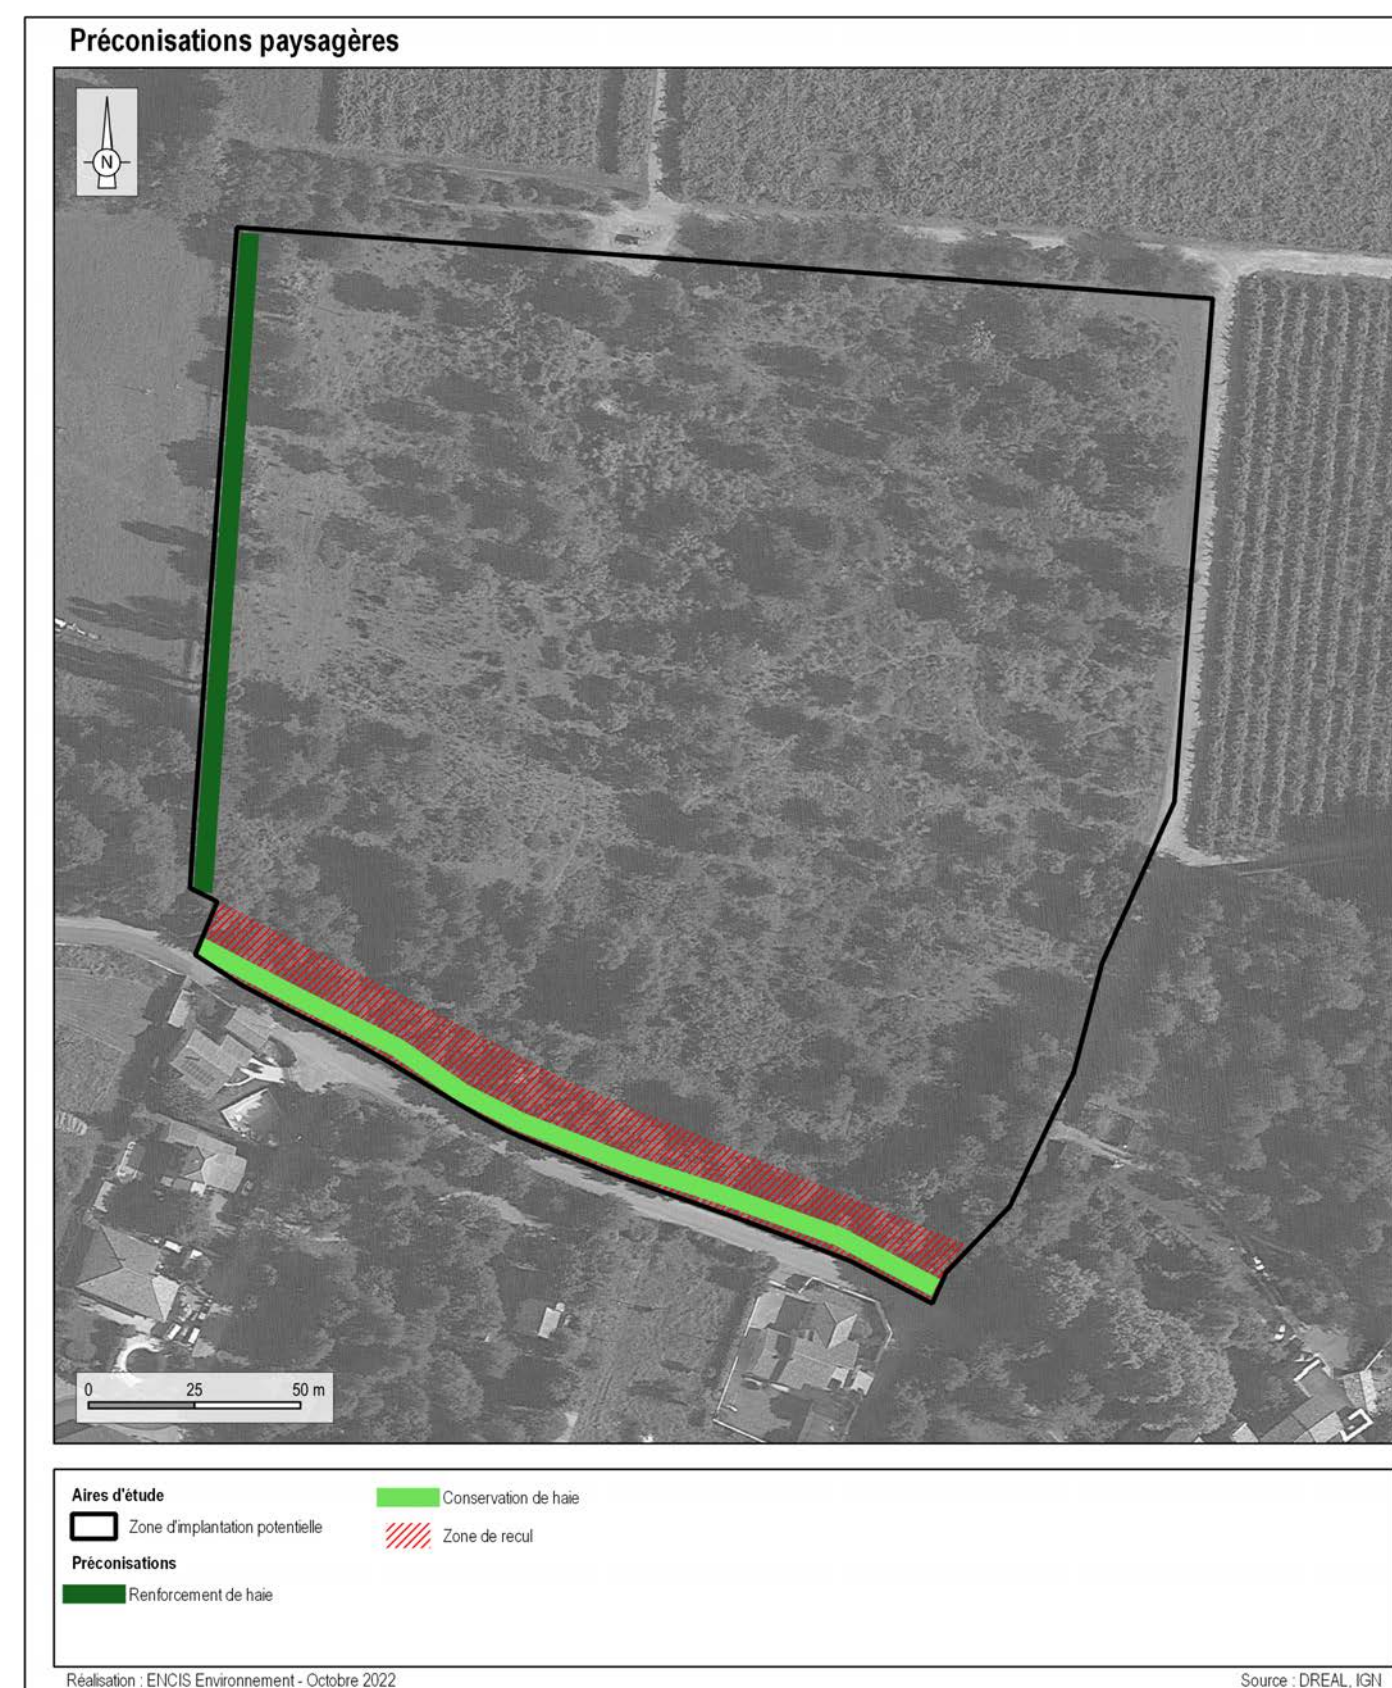 Préconisations paysagères
N
0 25 50 m
Aires d'étude
Zone d'implantation potentielle
Préconisations
Renforcement de haie
Conservation de haie
Zone de recul
Réalisation : ENCIS Environnement - Octobre 2022
Source : DREAL, IGN